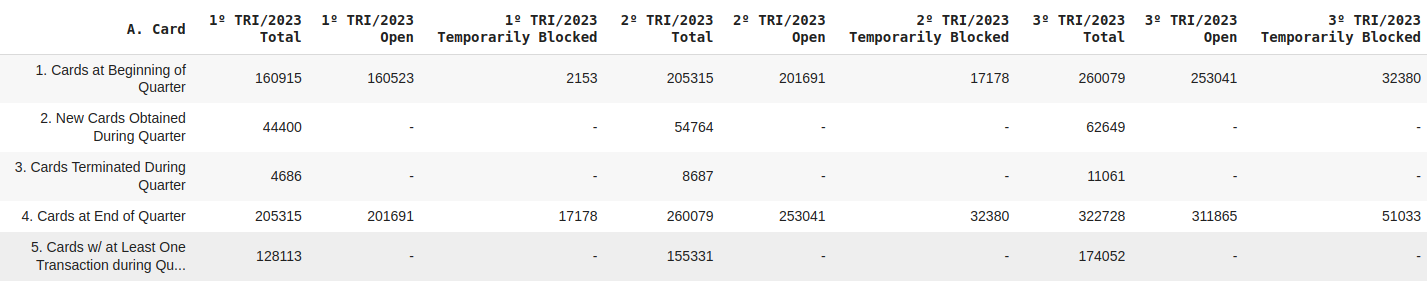 A. Card 1º TRI/2023 Total 1º TRI/2023 Open 1º TRI/2023 Temporarily Blocked 2º TRI/2023 Total 2º TRI/2023 Open 2º TRI/2023 Temporarily Blocked 3º TRI/2023 Total 3º TRI/2023 Open 3º TRI/2023 Temporarily Blocked
1. Cards at Beginning of Quarter 160915 160523 2153 205315 201691 17178 260079 253041 32380
2. New Cards Obtained During Quarter 44400 - - 54764 - - 62649 - -
3. Cards Terminated During Quarter 4686 - - 8687 - - 11061 - -
4. Cards at End of Quarter 205315 201691 17178 260079 253041 32380 322728 311865 51033
5. Cards w/ at Least One Transaction during Qu... 128113 - - 155331 - - 174052 - -